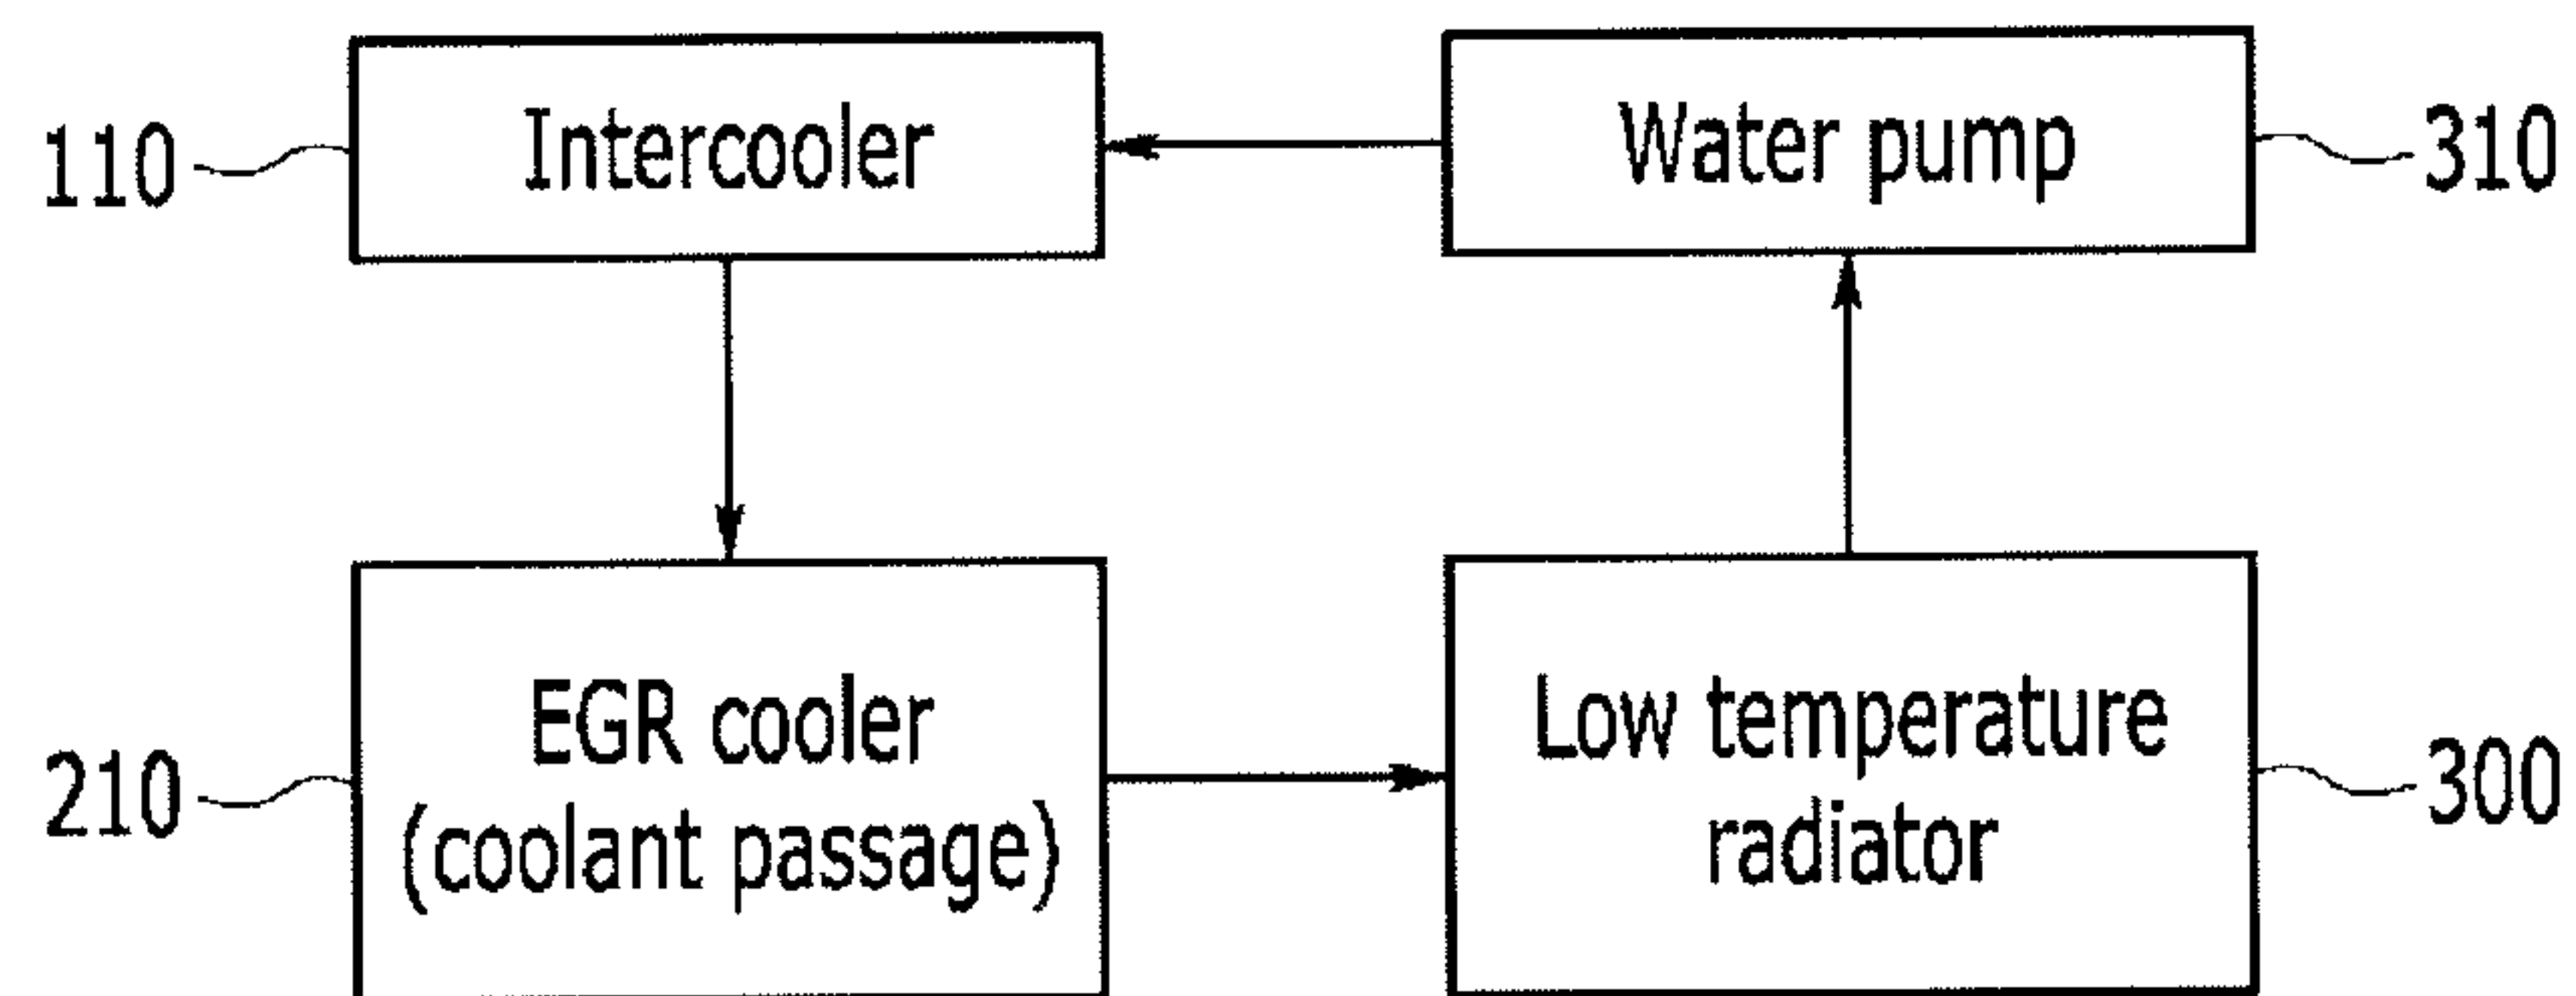 110
Intercooler
Water pump
310
210
EGR cooler
(coolant passage)
Low temperature
radiator
300